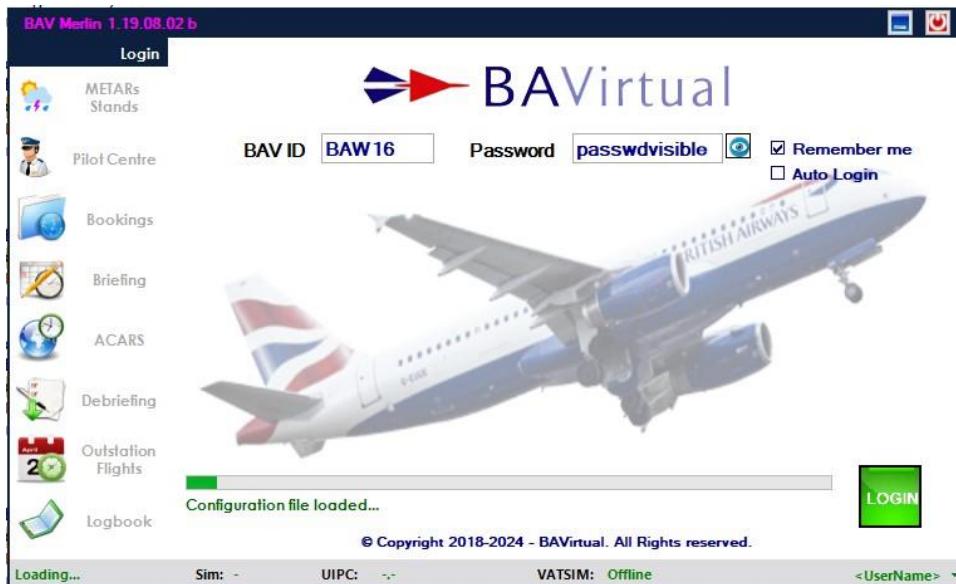 BAV Merlin 1.19.08.02 b
Login
METARs
Stands
Pilot Centre
Bookings
Briefing
ACARS
Debriefing
April
2
Outstation
Flights
Logbook
BAVirtual
BAV ID BAW16 Password passwdvisible Remember me
Auto Login
BRITISH AIRWAYS
Configuration file loaded...
LOGIN
© Copyright 2018-2024 - BAVirtual. All Rights reserved.
Loading... Sim: - UIPC: -.- VATSIM: Offline <UserName>